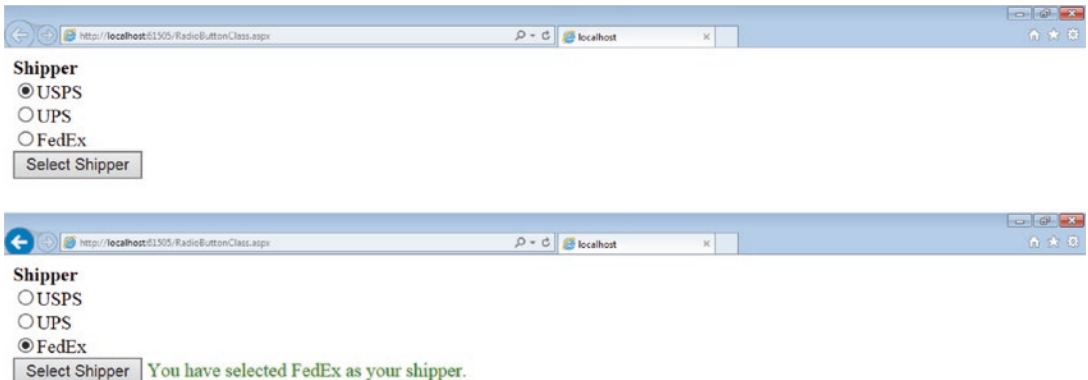 http://localhost:61505/RadioButtonClass.aspx
localhost
Shipper
USPS
UPS
FedEx
Select Shipper
http://localhost:61505/RadioButtonClass.aspx
localhost
Shipper
USPS
UPS
FedEx
Select Shipper You have selected FedEx as your shipper.